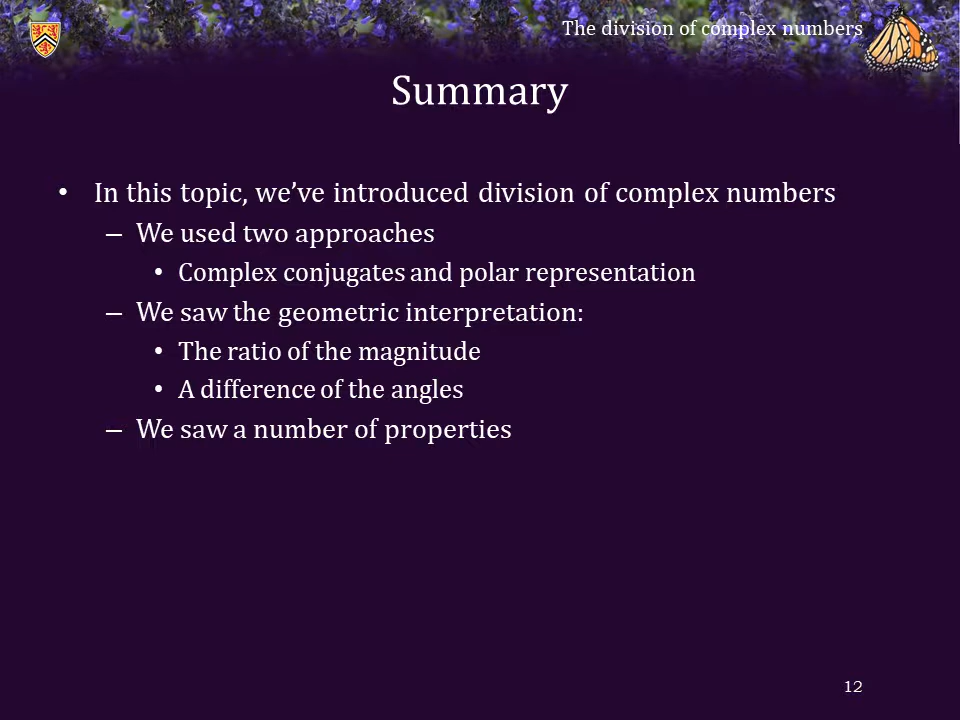 The division of complex numbers
Summary
• In this topic, we’ve introduced division of complex numbers
– We used two approaches
• Complex conjugates and polar representation
– We saw the geometric interpretation:
• The ratio of the magnitude
• A difference of the angles
– We saw a number of properties
12